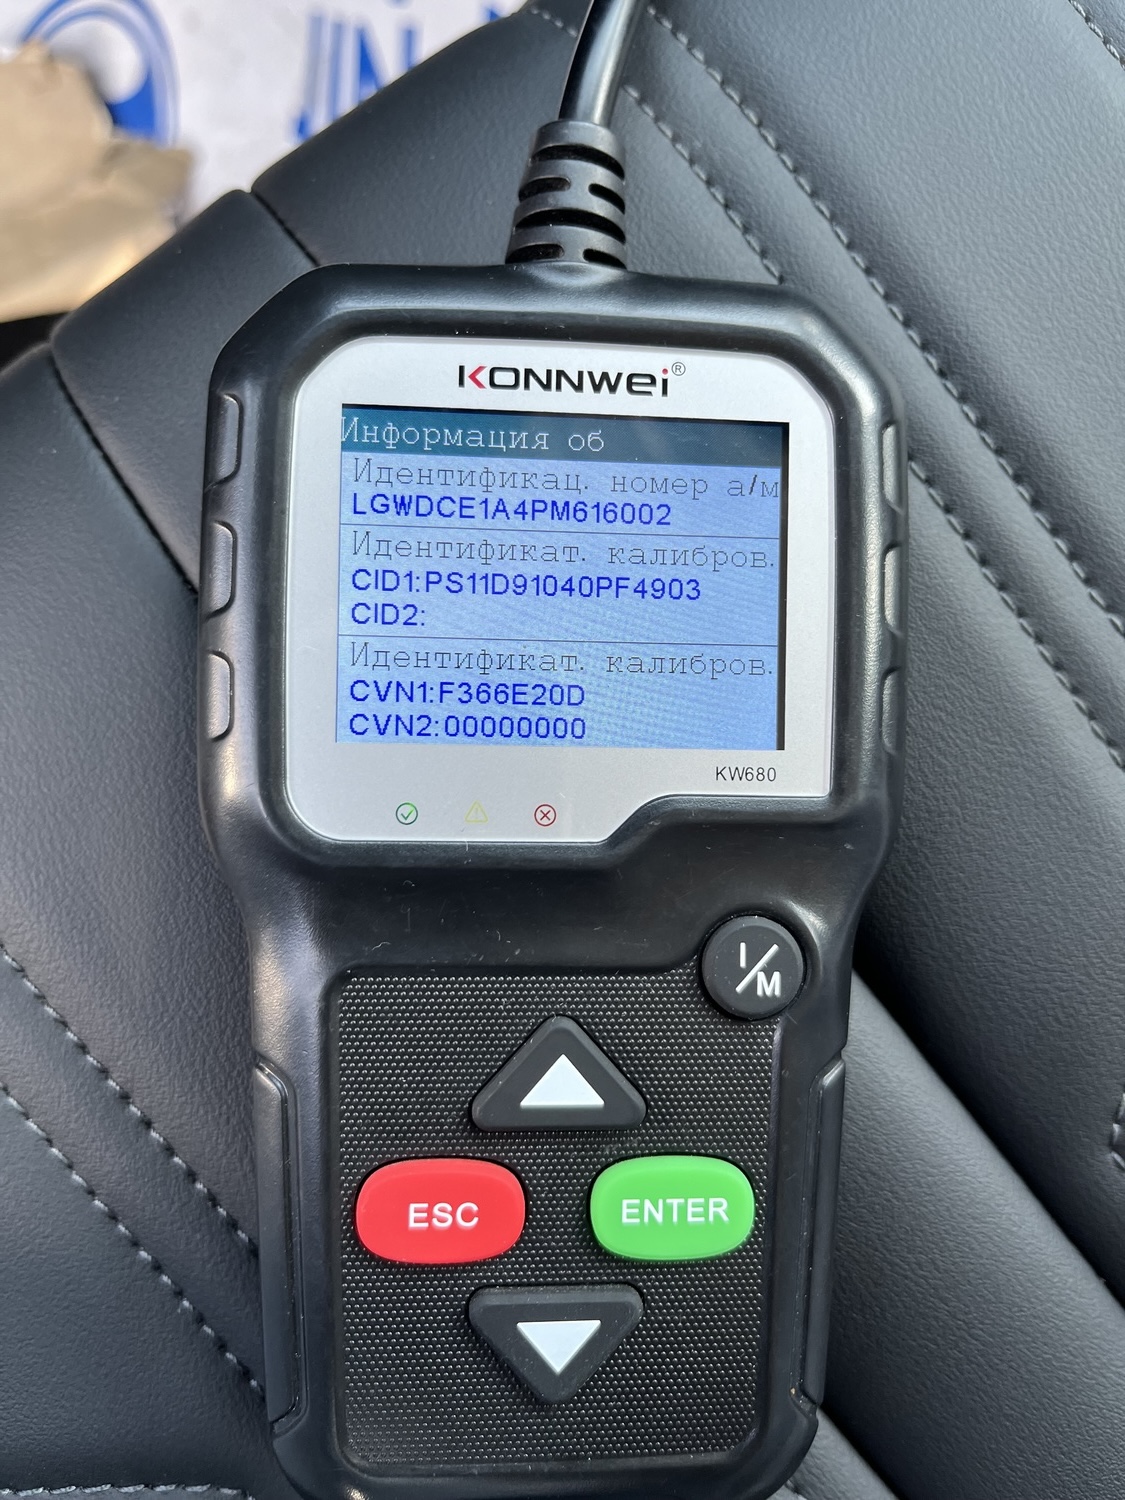 KONNWEI®
Информация об
Идентификац. номер а/м
LGWDCE1A4PM616002
Идентификат. калибров.
CID1:PS11D91040PF4903
CID2:
Идентификат. калибров.
CVN1:F366E20D
CVN2:00000000
KW680
I/M
ESC
ENTER